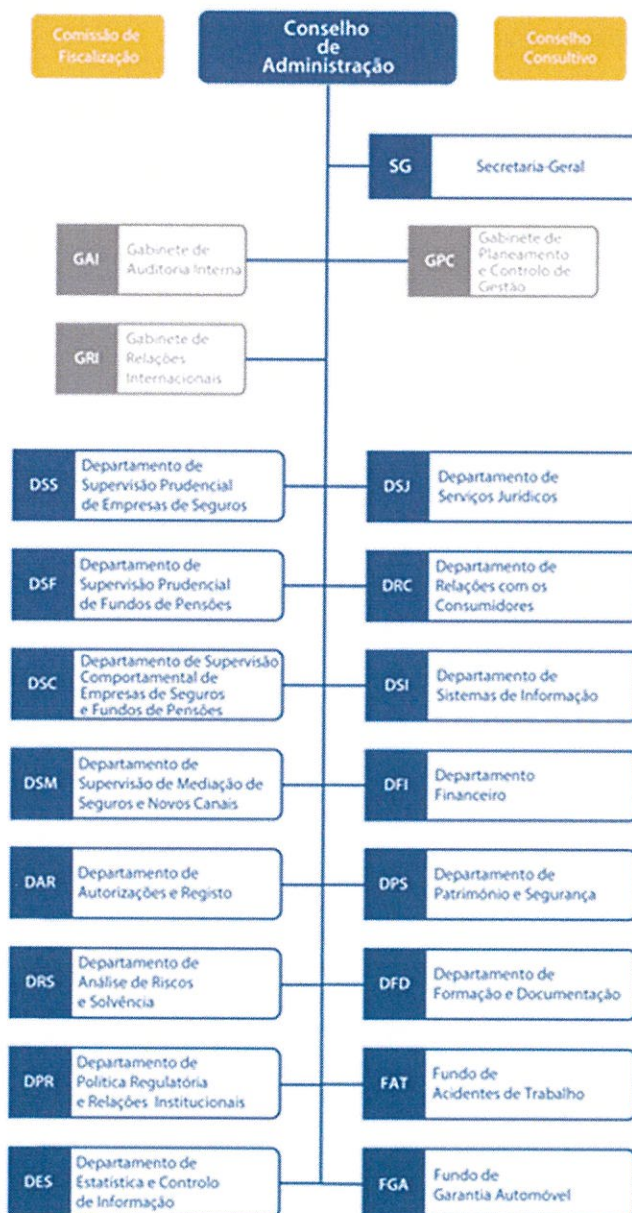 Comissão de
Fiscalização
Conselho
de
Administração
Conselho
Consultivo
SG
Secretaria-Geral
GAI
Gabinete de
Auditoria Interna
GPC
Gabinete de
Planeamento
e Controlo de
Gestão
GRI
Gabinete de
Relações
Internacionais
DSS
Departamento de
Supervisão Prudencial
de Empresas de Seguros
DSJ
Departamento de
Serviços Jurídicos
DSF
Departamento de
Supervisão Prudencial
de Fundos de Pensões
DRC
Departamento de
Relações com os
Consumidores
DSC
Departamento de Supervisão
Comportamental de
Empresas de Seguros
e Fundos de Pensões
DSI
Departamento de
Sistemas de Informação
DSM
Departamento de
Supervisão de Mediação de
Seguros e Novos Canais
DFI
Departamento
Financeiro
DAR
Departamento de
Autorizações e Registo
DPS
Departamento de
Património e Segurança
DRS
Departamento de
Análise de Riscos
e Solvência
DFD
Departamento de
Formação e Documentação
DPR
Departamento de
Política Regulatória
e Relações Institucionais
FAT
Fundo de
Acidentes de Trabalho
DES
Departamento de
Estatística e Controlo
de Informação
FGA
Fundo de
Garantia Automóvel